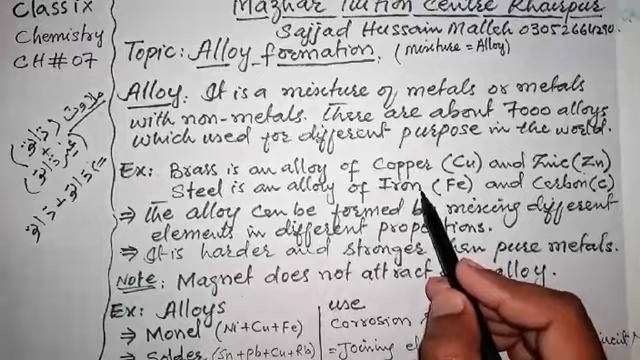 Class ix
Chemistry
CH # 07
Mazhar Tuition Centre Khairpur
Sajjad Hussain Malleh 03052664290.
Topic: Alloy formation. (mixture = Alloy)
Alloy: It is a mixture of metals or metals
with non-metals. There are about 7000 alloys
which used for different purpose in the world.
Ex: Brass is an alloy of Copper (Cu) and Zinc (Zn)
Steel is an alloy of Iron (Fe) and Carbon (C)
⇒ The alloy can be formed by mixing different
elements in different proportions.
⇒ It is harder and stronger than pure metals.
Note: Magnet does not attract alloy.
Ex: Alloys
use
⇒ Monel (Ni+Cu+Fe)
Corrosion
⇒ Solder (Sn+Pb+Cu+Rb)
=Joining